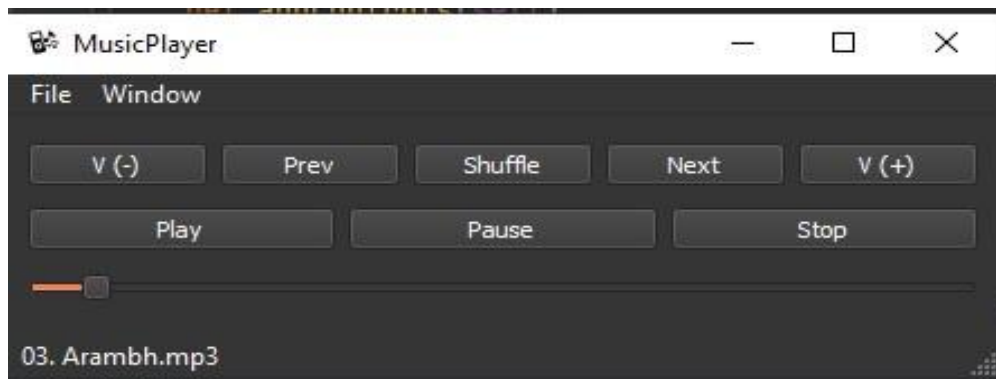 MusicPlayer
File Window
V (-) Prev Shuffle Next V (+)
Play Pause Stop
03. Arambh.mp3